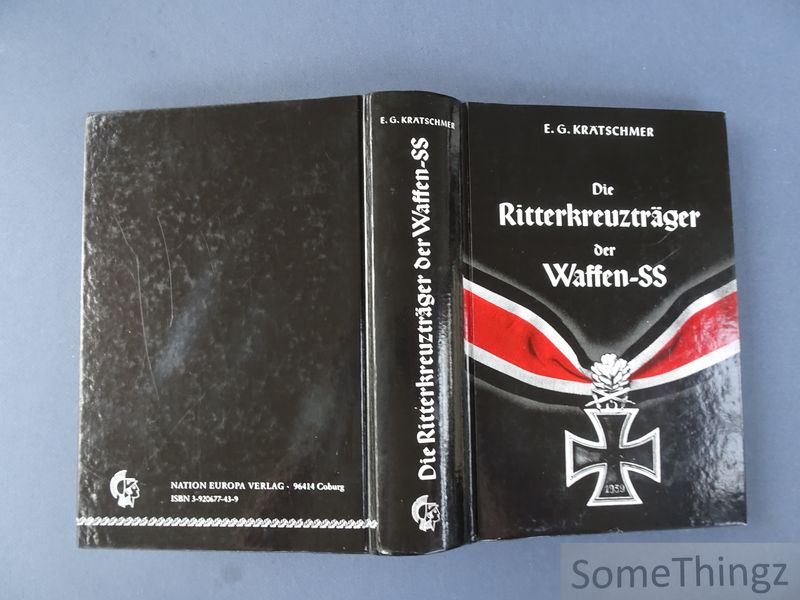 NATION EUROPA VERLAG · 96414 Coburg
ISBN 3-920677-43-9
E. G. KRÄTSCHMER
Die Ritterkreuzträger der Waffen-SS
E. G. KRÄTSCHMER
Die
Ritterkreuzträger
der
Waffen-SS
1939
SomeThingz